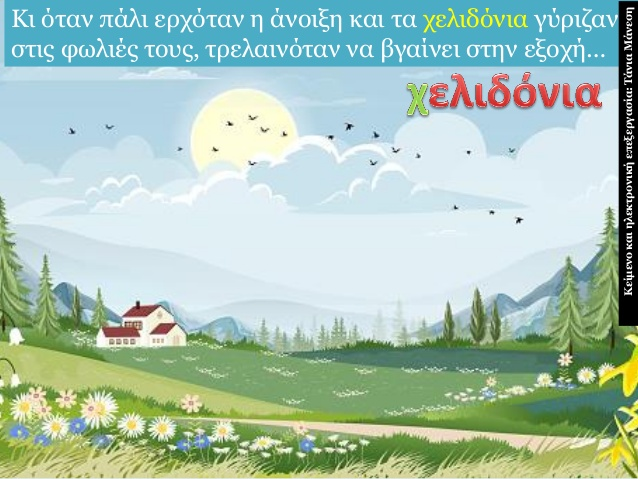 Κι όταν πάλι ερχόταν η άνοιξη και τα χελιδόνια γύριζαν
στις φωλιές τους, τρελαινόταν να βγαίνει στην εξοχή…
χελιδόνια
Κείμενο και ηλεκτρονική επεξεργασία: Τάνια Μάνεση